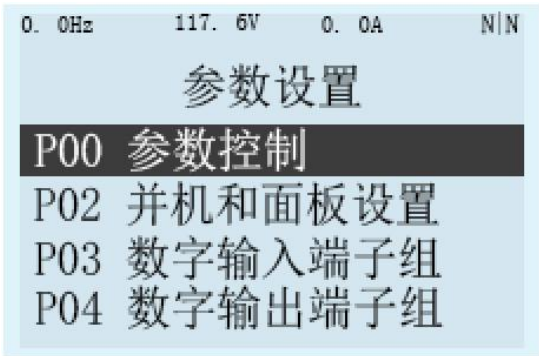 0. 0Hz 117. 6V 0. 0A N|N
参数设置
P00 参数控制
P02 并机和面板设置
P03 数字输入端子组
P04 数字输出端子组